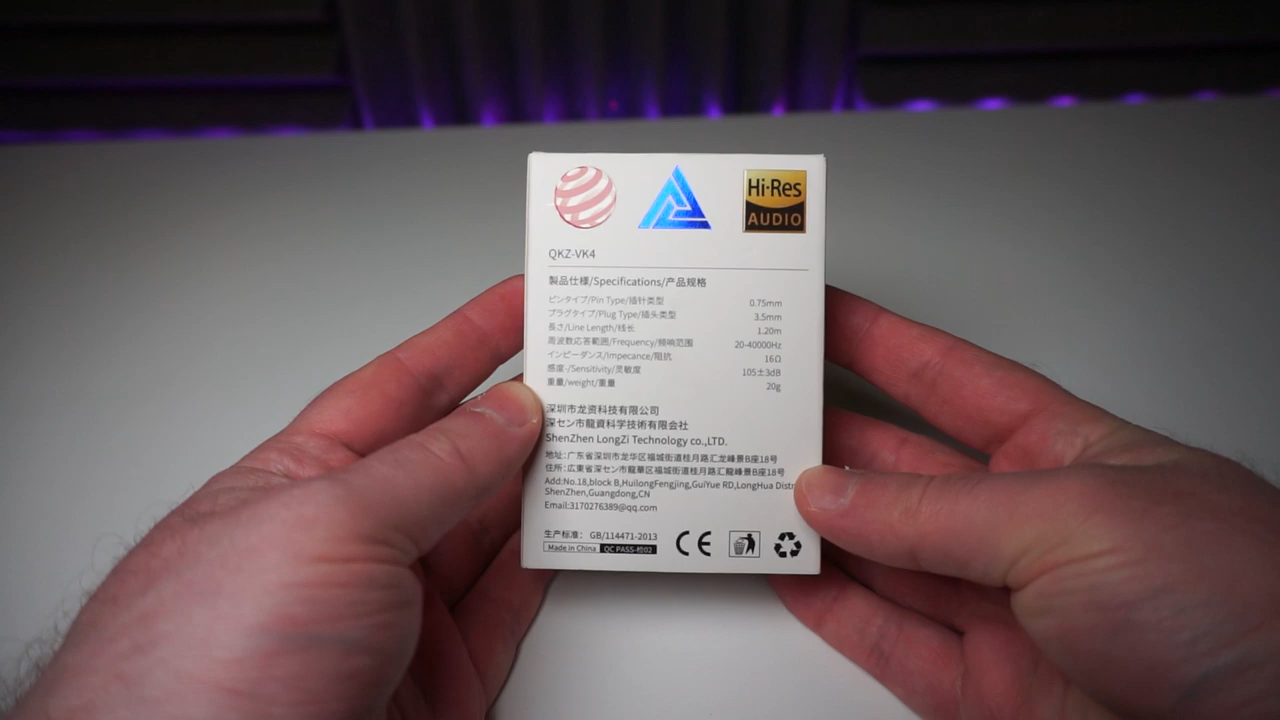 Hi-Res
AUDIO
QKZ-VK4
製品仕様/Specifications/产品规格
ピンタイプ/Pin Type/插针类型 0.75mm
プラグタイプ/Plug Type/插头类型 3.5mm
長さ/Line Length/线长 1.20m
周波数応答範囲/Frequency/频响范围 20-40000Hz
インピーダンス/Impecance/阻抗 16Ω
感度-/Sensitivity/灵敏度 105±3dB
重量/weight/重量 20g
深圳市龙资科技有限公司
深セン市龍資科学技術有限会社
ShenZhen LongZi Technology co.,LTD.
地址:广东省深圳市龙华区福城街道桂月路汇龙峰景B座18号
住所:広東省深セン市龍華区福城街道桂月路汇龍峰景B座18号
Add:No.18,block B,HuilongFengjing,GuiYue RD,LongHua Distr
ShenZhen,Guangdong,CN
Email:3170276389@qq.com
生产标准: GB/114471-2013
Made in China QC PASS-检02
CE